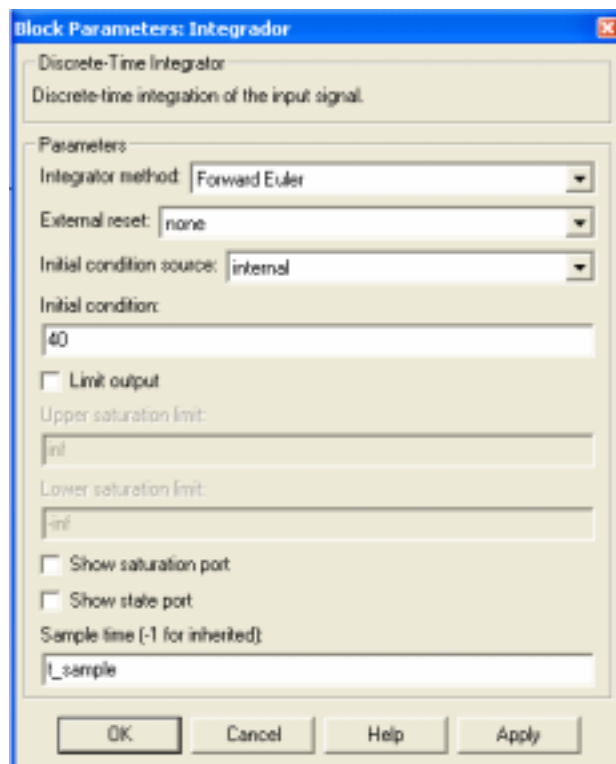 Block Parameters: Integrador
Discrete-Time Integrator
Discrete-time integration of the input signal.
Parameters
Integrator method: Forward Euler
External reset: none
Initial condition source: internal
Initial condition:
40
Limit output
Upper saturation limit:
inf
Lower saturation limit:
-inf
Show saturation port
Show state port
Sample time (-1 for inherited):
t_sample
OK Cancel Help Apply